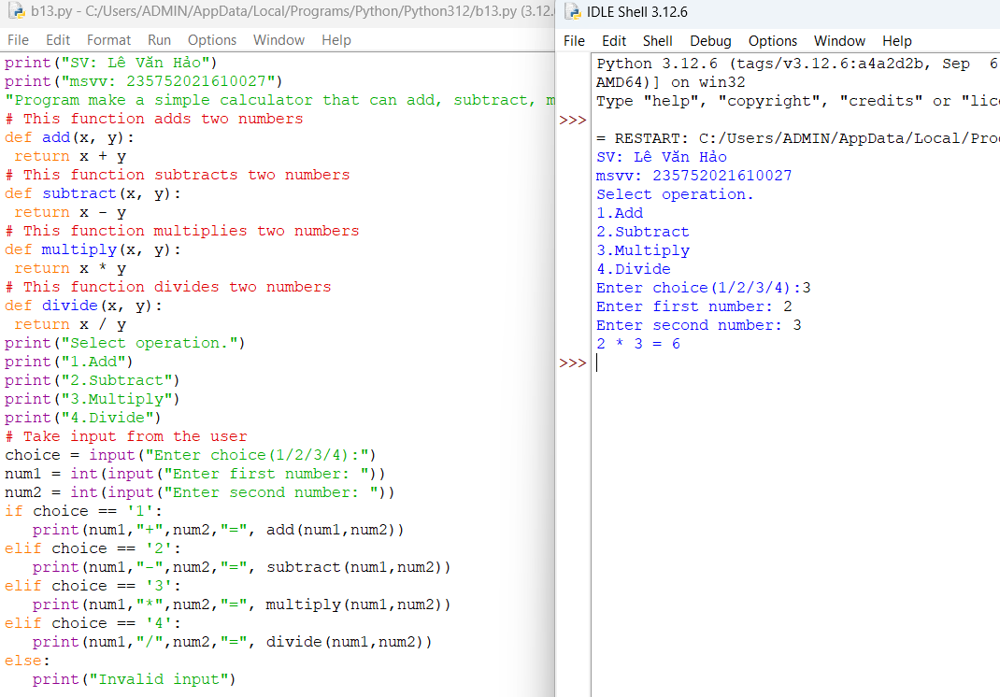 b13.py - C:/Users/ADMIN/AppData/Local/Programs/Python/Python312/b13.py (3.12.
File Edit Format Run Options Window Help
print("SV: Lê Văn Hảo")
print("msvv: 235752021610027")
"Program make a simple calculator that can add, subtract, m
# This function adds two numbers
def add(x, y):
 return x + y
# This function subtracts two numbers
def subtract(x, y):
 return x - y
# This function multiplies two numbers
def multiply(x, y):
 return x * y
# This function divides two numbers
def divide(x, y):
 return x / y
print("Select operation.")
print("1.Add")
print("2.Subtract")
print("3.Multiply")
print("4.Divide")
# Take input from the user
choice = input("Enter choice(1/2/3/4):")
num1 = int(input("Enter first number: "))
num2 = int(input("Enter second number: "))
if choice == '1':
   print(num1,"+",num2,"=", add(num1,num2))
elif choice == '2':
   print(num1,"-",num2,"=", subtract(num1,num2))
elif choice == '3':
   print(num1,"*",num2,"=", multiply(num1,num2))
elif choice == '4':
   print(num1,"/",num2,"=", divide(num1,num2))
else:
   print("Invalid input")
IDLE Shell 3.12.6
File Edit Shell Debug Options Window Help
Python 3.12.6 (tags/v3.12.6:a4a2d2b, Sep  6
AMD64)] on win32
Type "help", "copyright", "credits" or "lice
>>>
= RESTART: C:/Users/ADMIN/AppData/Local/Prog
SV: Lê Văn Hảo
msvv: 235752021610027
Select operation.
1.Add
2.Subtract
3.Multiply
4.Divide
Enter choice(1/2/3/4):3
Enter first number: 2
Enter second number: 3
2 * 3 = 6
>>>